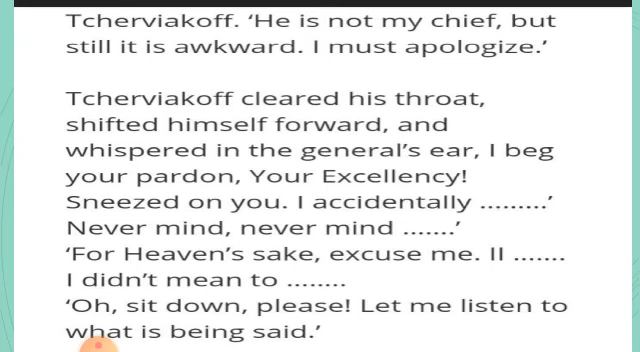 Tcherviakoff. ‘He is not my chief, but
still it is awkward. I must apologize.’
Tcherviakoff cleared his throat,
shifted himself forward, and
whispered in the general’s ear, I beg
your pardon, Your Excellency!
Sneezed on you. I accidentally .........’
Never mind, never mind .......’
‘For Heaven’s sake, excuse me. II .......
I didn’t mean to ........
‘Oh, sit down, please! Let me listen to
what is being said.’